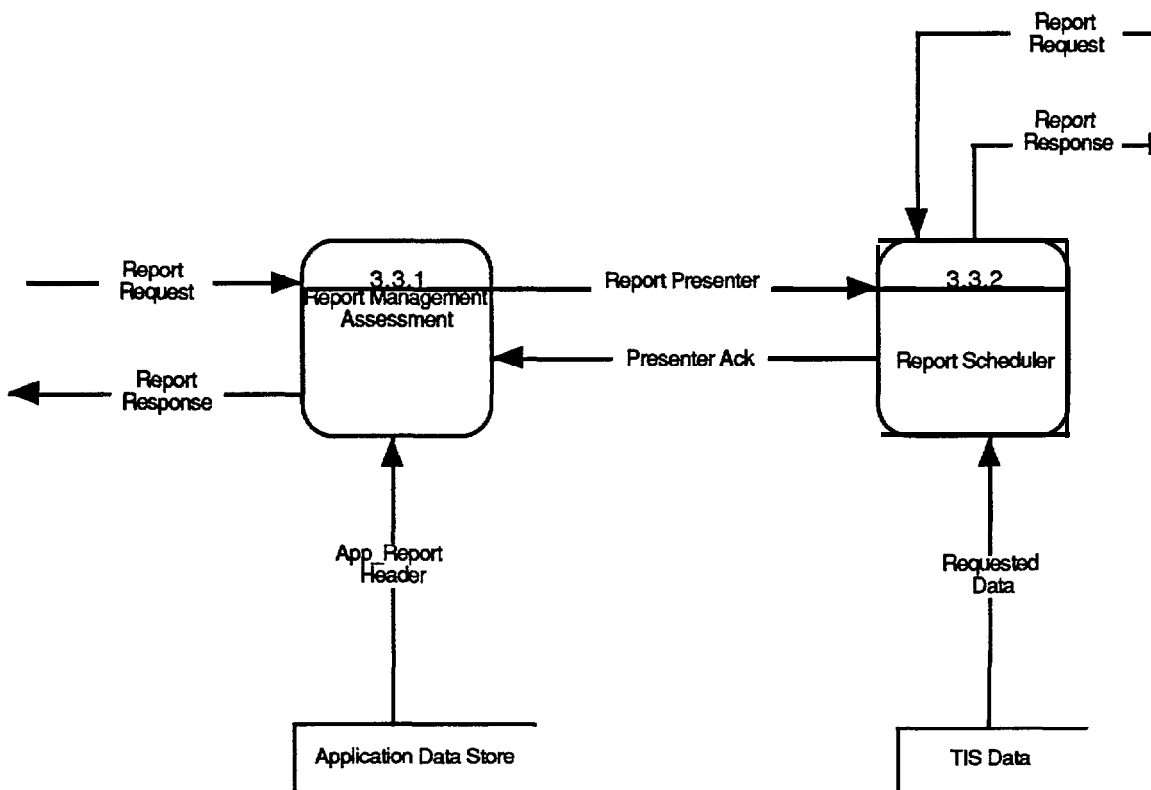 Report
Request
Report
Response
Report
Request
3.3.1
Report Management
Assessment
Report Presenter
3.3.2
Presenter Ack
Report Scheduler
Report
Response
App_Report
Header
Requested
Data
Application Data Store
TIS Data